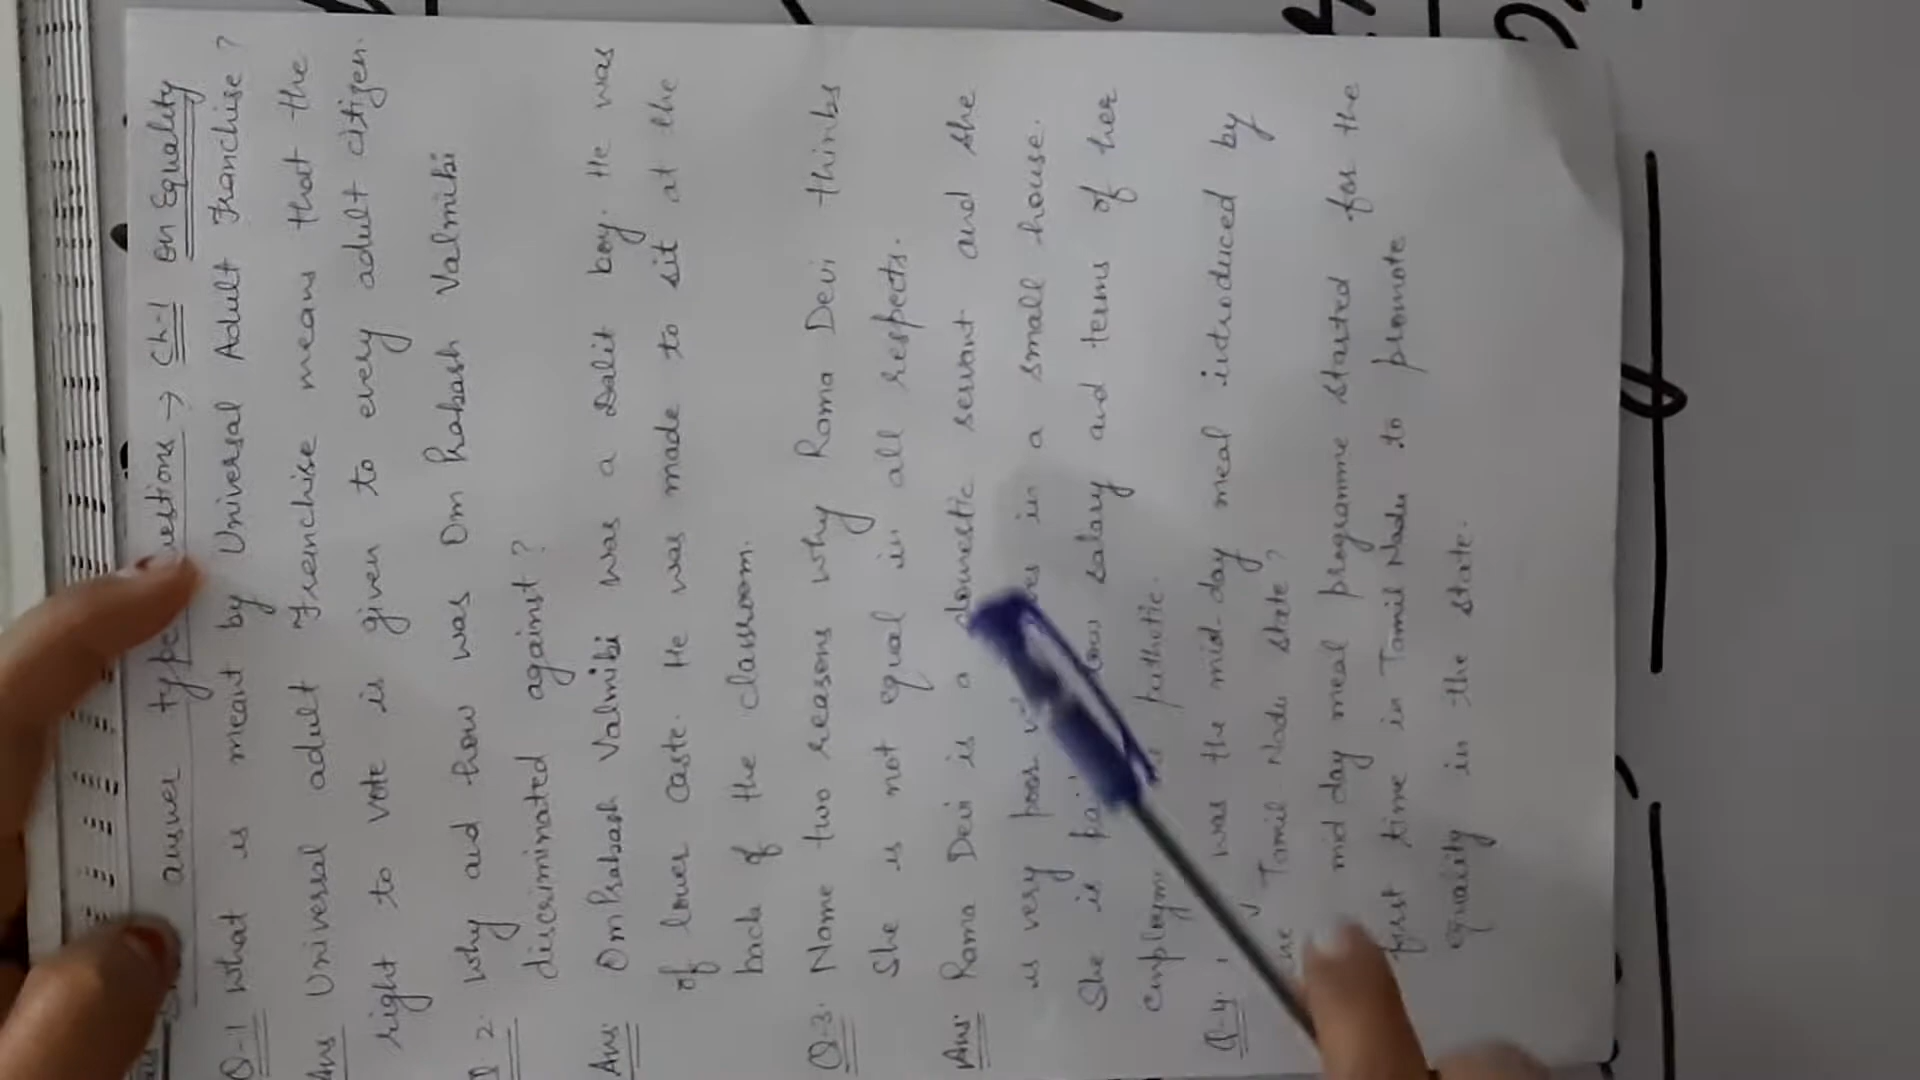 answer type Questions → Ch-1 on Equality
Q-1 What is meant by Universal Adult Franchise?
Ans Universal adult Frenchise means that the
right to vote is given to every adult citizen.
Q. 2. Why and how was Om Prakash Valmiki
discriminated against?
Ans OmPrakash Valmiki was a Dalit boy. He was
of lower caste. He was made to sit at the
back of the classroom.
Q.3. Name two reasons why Rama Devi thinks
She is not equal in all respects.
Ans. Rama Devi is a domestic servant and she
is very poor in a small house.
She is low salary and terms of her
pathetic.
Q-4. was the mid-day meal introduced by
Tamil Nadu state?
mid day meal programme started for the
first time in Tamil Nadu to promote
equality in the state.